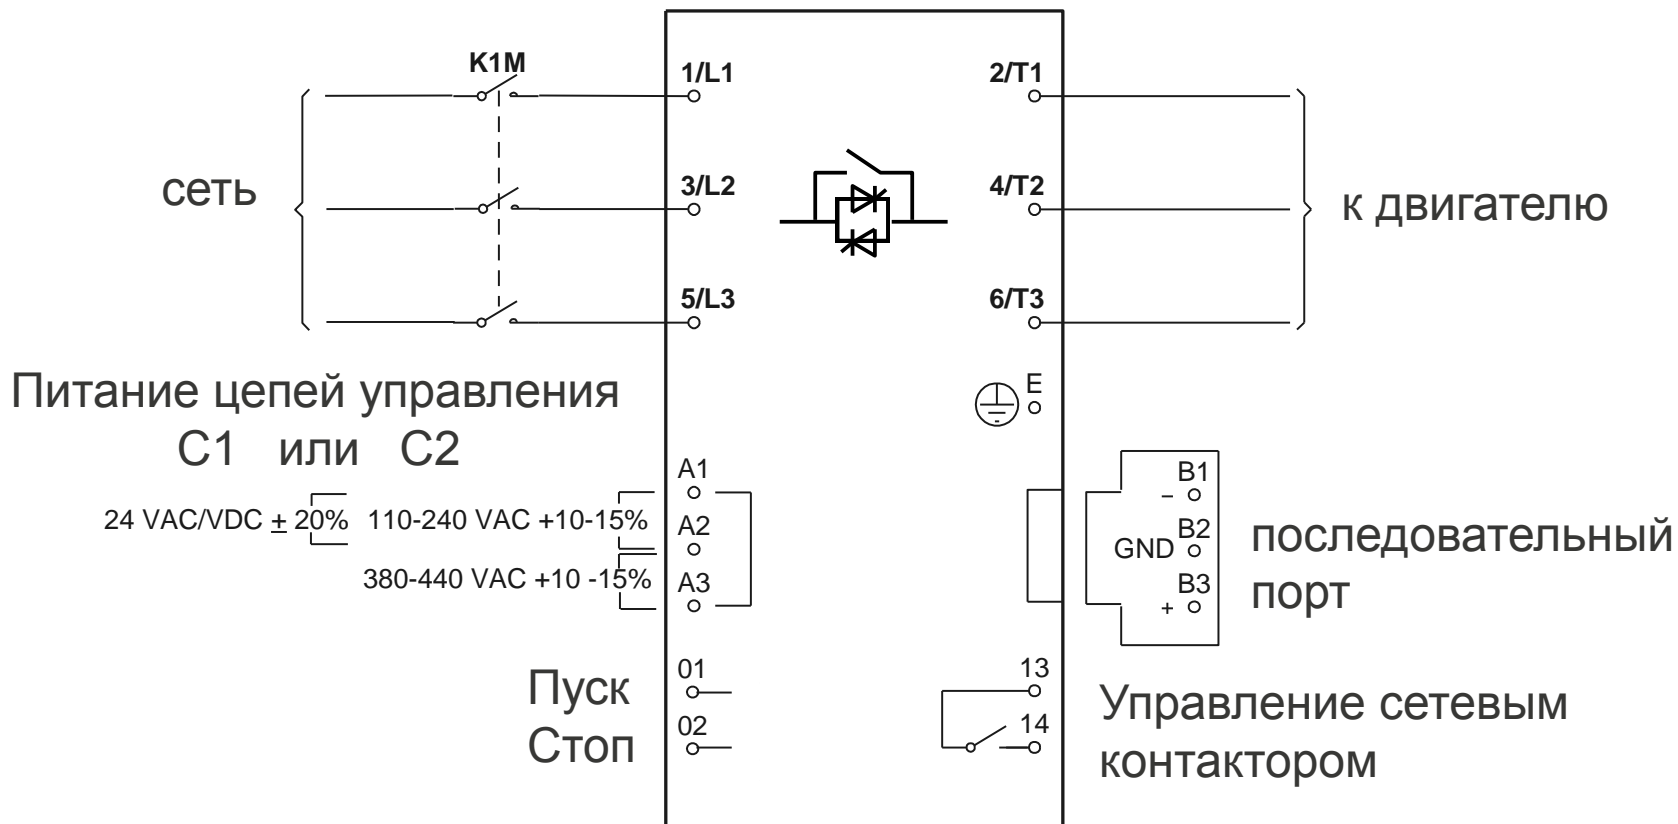 K1M
1/L1
2/T1
сеть
3/L2
4/T2
к двигателю
5/L3
6/T3
Питание цепей управления
C1 или C2
E
A1
B1
–
24 VAC/VDC ± 20% 110-240 VAC +10-15%
A2
B2
GND
последовательный
порт
380-440 VAC +10 -15%
A3
B3
+
Пуск
01
13
Управление сетевым
контактором
Стоп
02
14